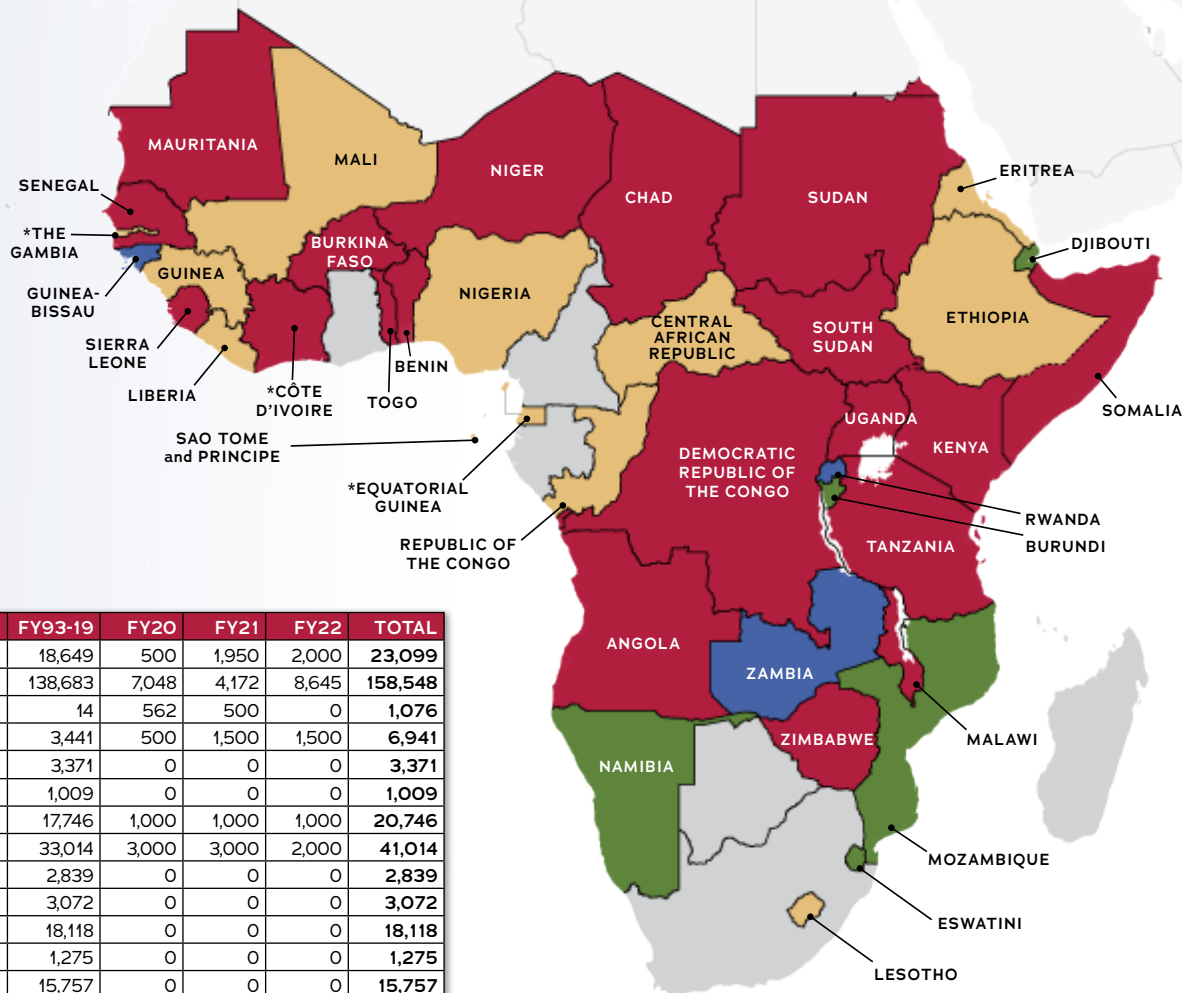 MAURITANIA
MALI
NIGER
CHAD
SUDAN
ERITREA
SENEGAL
*THE
GAMBIA
DJIBOUTI
BURKINA
FASO
GUINEA
GUINEA-
BISSAU
NIGERIA
ETHIOPIA
CENTRAL
AFRICAN
REPUBLIC
SOUTH
SUDAN
SIERRA
LEONE
LIBERIA
*CÔTE
D'IVOIRE
TOGO
BENIN
SOMALIA
UGANDA
KENYA
SAO TOME
and PRINCIPE
DEMOCRATIC
REPUBLIC OF
THE CONGO
*EQUATORIAL
GUINEA
RWANDA
BURUNDI
REPUBLIC OF
THE CONGO
TANZANIA
ANGOLA
ZAMBIA
MALAWI
ZIMBABWE
NAMIBIA
MOZAMBIQUE
ESWATINI
LESOTHO
FY93-19 FY20 FY21 FY22 TOTAL
18,649 500 1,950 2,000 23,099
138,683 7,048 4,172 8,645 158,548
14 562 500 0 1,076
3,441 500 1,500 1,500 6,941
3,371 0 0 0 3,371
1,009 0 0 0 1,009
17,746 1,000 1,000 1,000 20,746
33,014 3,000 3,000 2,000 41,014
2,839 0 0 0 2,839
3,072 0 0 0 3,072
18,118 0 0 0 18,118
1,275 0 0 0 1,275
15,757 0 0 0 15,757